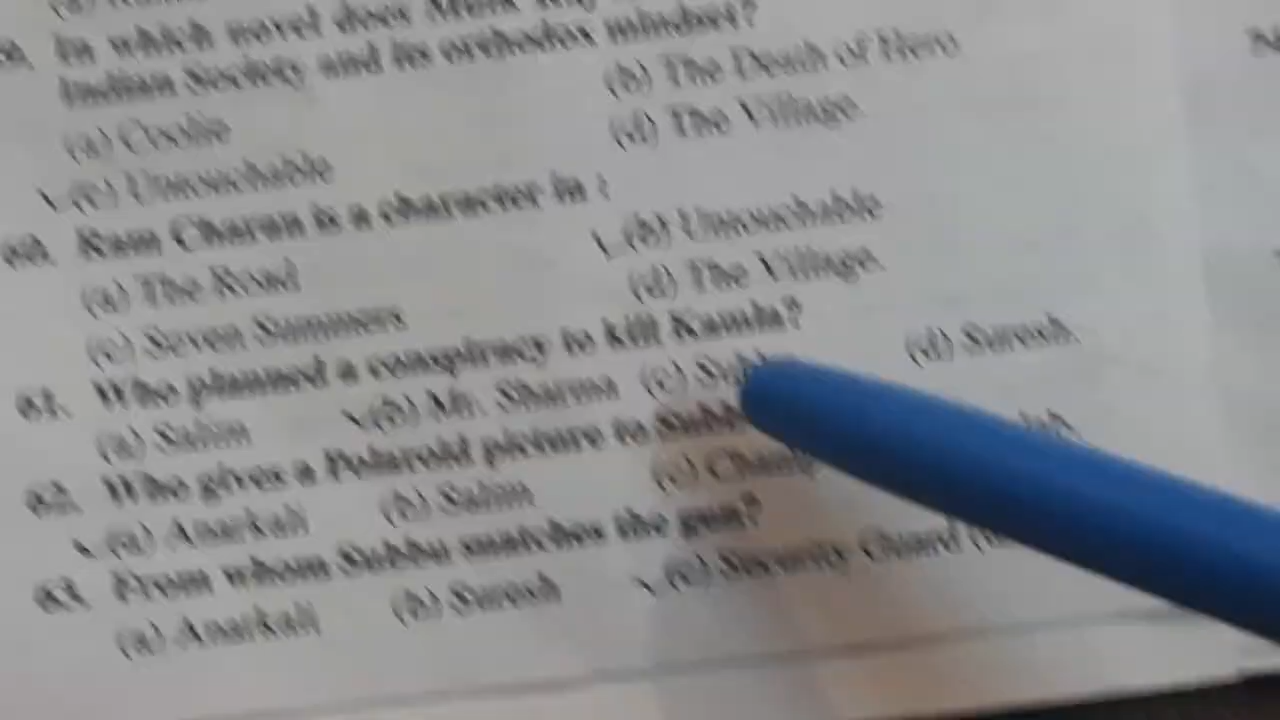 In which novel does Mulk
Indian Society and its orthodox mindset?
(a) Coolie (b) The Death of Hero
(c) Untouchable (d) The Village.
60. Ram Charan is a character in :
(a) The Road (b) Untouchable
(c) Seven Summers (d) The Village.
61. Who planned a conspiracy to kill Kamla?
(a) Salim (b) Mr. Sharma (c) (d) Suresh.
62. Who gives a Polaroid picture to
(a) Anarkali (b) Salim (c)
63. From whom Subbu snatches the gun?
(a) Anarkali (b) Suresh (c) Security Guard